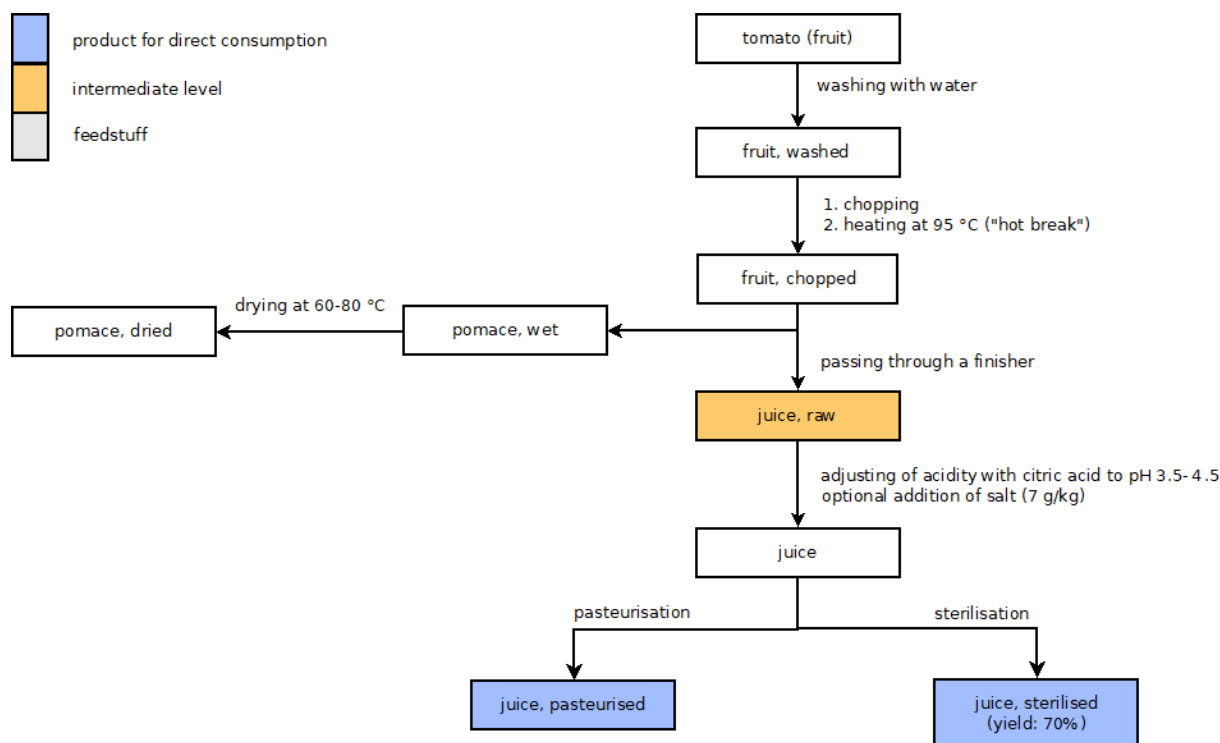 product for direct consumption
intermediate level
feedstuff
tomato (fruit)
washing with water
fruit, washed
1. chopping
2. heating at 95 °C ("hot break")
fruit, chopped
drying at 60-80 °C
pomace, dried
pomace, wet
passing through a finisher
juice, raw
adjusting of acidity with citric acid to pH 3.5-4.5
optional addition of salt (7 g/kg)
juice
pasteurisation
sterilisation
juice, pasteurised
juice, sterilised
(yield: 70%)